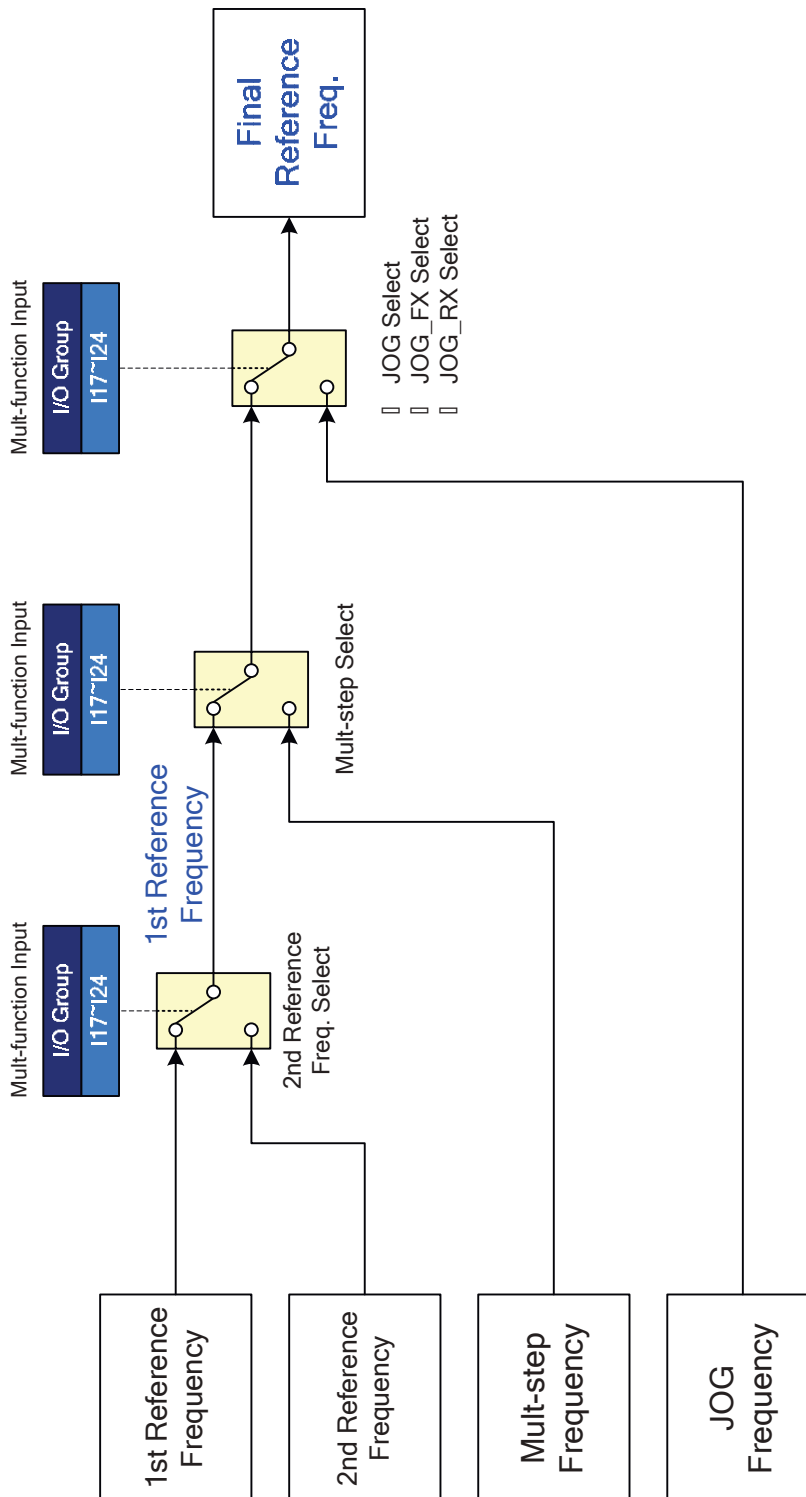 Mult-function Input
I/O Group
I17~I24
Mult-function Input
I/O Group
I17~I24
Mult-function Input
I/O Group
I17~I24
1st Reference
Frequency
1st Reference
Frequency
2nd Reference
Freq. Select
Mult-step Select
Final
Reference
Freq.
JOG Select
JOG_FX Select
JOG_RX Select
2nd Reference
Frequency
Mult-step
Frequency
JOG
Frequency